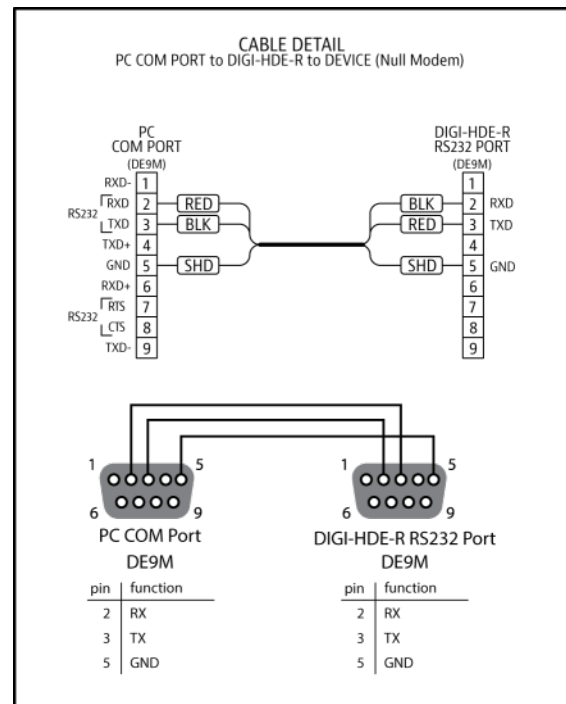 CABLE DETAIL
PC COM PORT to DIGI-HDE-R to DEVICE (Null Modem)
PC
COM PORT
(DE9M)
DIGI-HDE-R
RS232 PORT
(DE9M)
RXD- 1 1
RS232
RXD 2 RED BLK 2 RXD
TXD 3 BLK RED 3 TXD
TXD+ 4 4
GND 5 SHD SHD 5 GND
RXD+ 6 6
RS232
RTS 7 7
CTS 8 8
TXD- 9 9
1 5 1 5
6 9 6 9
PC COM Port
DE9M
pin function
2 RX
3 TX
5 GND
DIGI-HDE-R RS232 Port
DE9M
pin function
2 RX
3 TX
5 GND